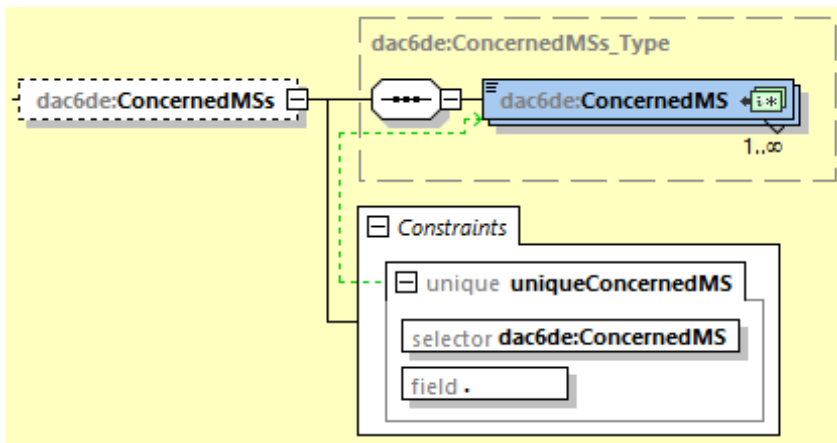 dac6de:ConcernedMSs_Type
dac6de:ConcernedMSs
dac6de:ConcernedMS
1..∞
Constraints
unique uniqueConcernedMS
selector dac6de:ConcernedMS
field .